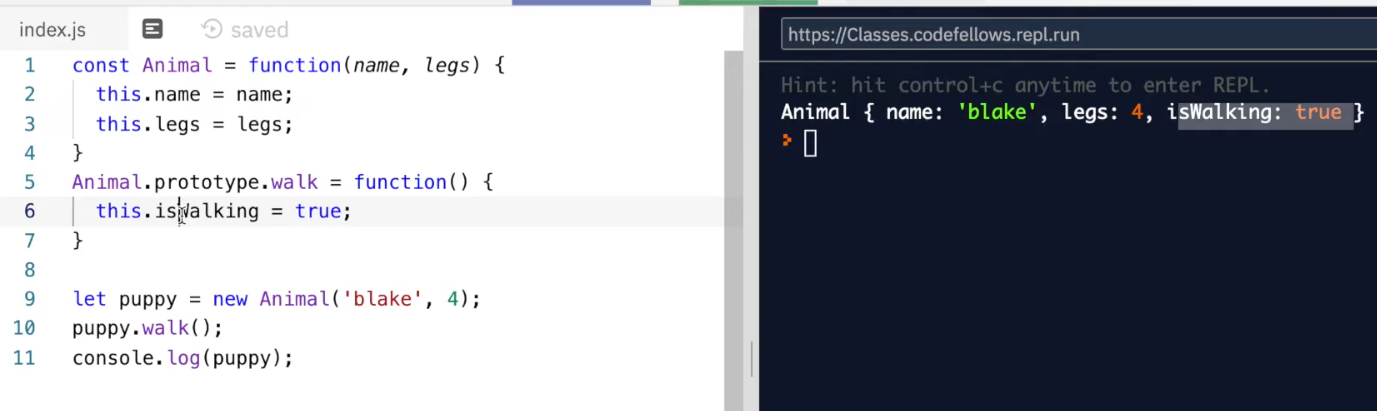 index.js
saved
1 const Animal = function(name, legs) {
2 this.name = name;
3 this.legs = legs;
4 }
5 Animal.prototype.walk = function() {
6 this.isWalking = true;
7 }
8
9 let puppy = new Animal('blake', 4);
10 puppy.walk();
11 console.log(puppy);
https://Classes.codefellows.repl.run
Hint: hit control+c anytime to enter REPL.
Animal { name: 'blake', legs: 4, isWalking: true }